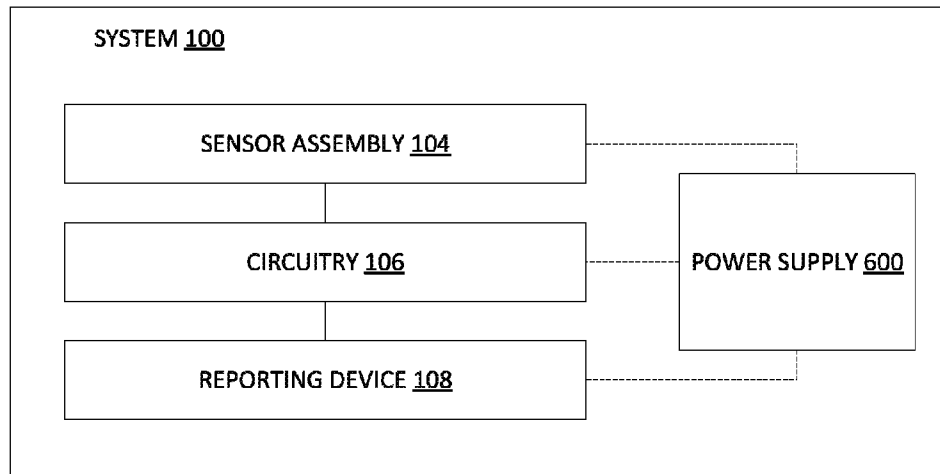 SYSTEM 100
SENSOR ASSEMBLY 104
CIRCUITRY 106
POWER SUPPLY 600
REPORTING DEVICE 108